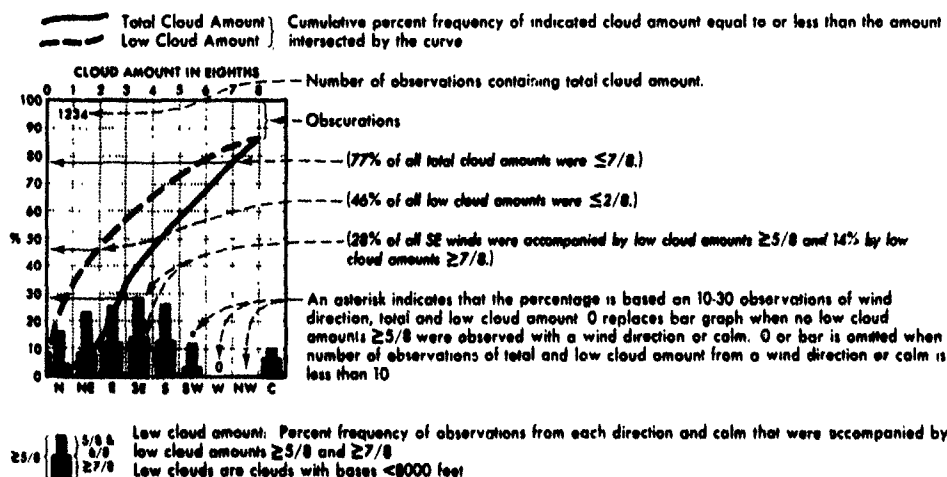 Total Cloud Amount
Low Cloud Amount
Cumulative percent frequency of indicated cloud amount equal to or less than the amount
intersected by the curve
CLOUD AMOUNT IN EIGHTHS
0 1 2 3 4 5 6 7 8
100
90
80
70
60
%
50
40
30
20
10
0
1234
0
N NE E SE S SW W NW C
Number of observations containing total cloud amount.
Obscurations
(77% of all total cloud amounts were ≤7/8.)
(46% of all low cloud amounts were ≤2/8.)
(28% of all SE winds were accompanied by low cloud amounts ≥5/8 and 14% by low
cloud amounts ≥7/8.)
An asterisk indicates that the percentage is based on 10-30 observations of wind
direction, total and low cloud amount 0 replaces bar graph when no low cloud
amounts ≥5/8 were observed with a wind direction or calm. 0 or bar is omitted when
number of observations of total and low cloud amount from a wind direction or calm is
less than 10
≥5/8
5/8 &
6/8
≥7/8
Low cloud amount: Percent frequency of observations from each direction and calm that were accompanied by
low cloud amounts ≥5/8 and ≥7/8
Low clouds are clouds with bases <8000 feet